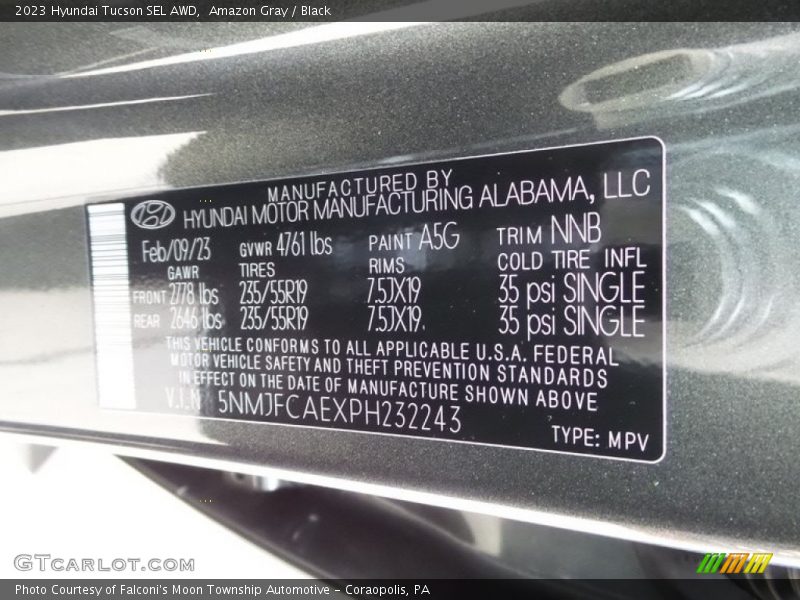 2023 Hyundai Tucson SEL AWD,  Amazon Gray / Black
MANUFACTURED BY
HYUNDAI MOTOR MANUFACTURING ALABAMA, LLC
Feb/09/23 GVWR 4761 lbs PAINT A5G TRIM NNB
GAWR TIRES RIMS COLD TIRE INFL
FRONT 2778 lbs 235/55R19 7.5JX19 35 psi SINGLE
REAR 2646 lbs 235/55R19 7.5JX19 35 psi SINGLE
THIS VEHICLE CONFORMS TO ALL APPLICABLE U.S.A. FEDERAL
MOTOR VEHICLE SAFETY AND THEFT PREVENTION STANDARDS
IN EFFECT ON THE DATE OF MANUFACTURE SHOWN ABOVE
V.I.N 5NMJFCAEXPH232243
TYPE: MPV
GTCARLOT.COM
Photo Courtesy of Falconi's Moon Township Automotive – Coraopolis, PA